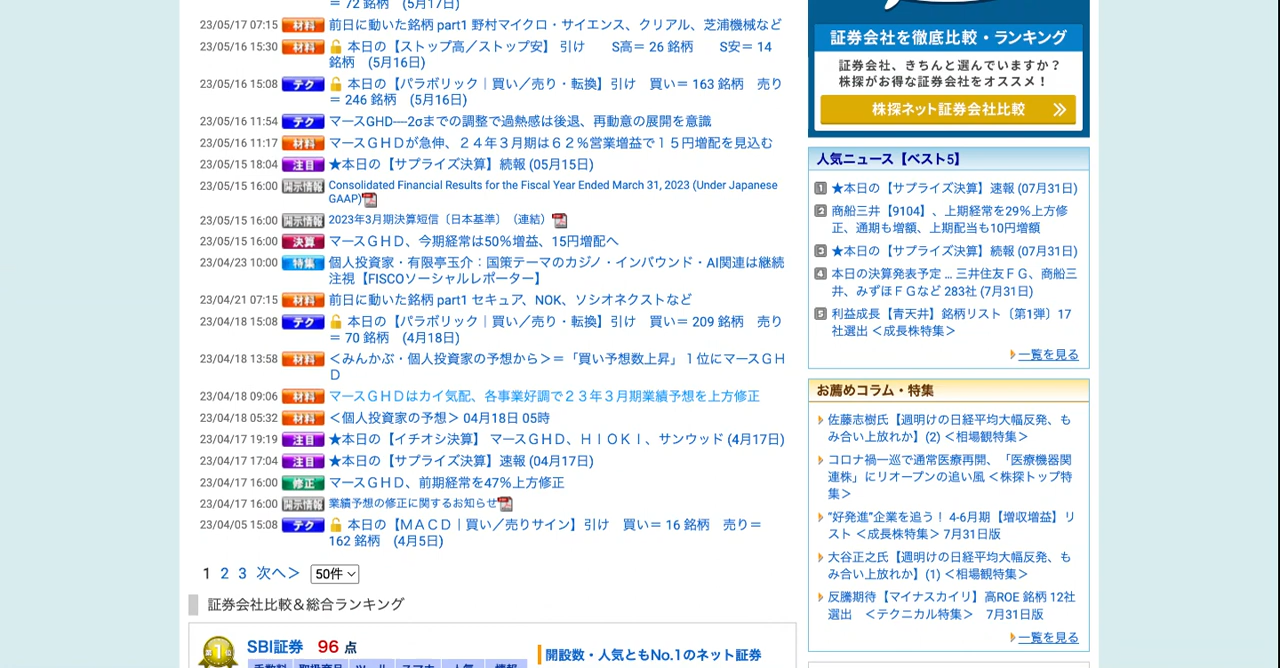 ＝ 72 銘柄　(5月17日)
23/05/17 07:15 材料 前日に動いた銘柄 part1 野村マイクロ・サイエンス、クリアル、芝浦機械など
23/05/16 15:30 材料 本日の【ストップ高／ストップ安】 引け　　S高＝ 26 銘柄　　S安＝ 14
銘柄　(5月16日)
23/05/16 15:08 テク 本日の【パラボリック｜買い／売り・転換】引け　買い＝ 163 銘柄　売り
＝ 246 銘柄　(5月16日)
23/05/16 11:54 テク マースGHD----2σまでの調整で過熱感は後退、再動意の展開を意識
23/05/16 11:17 材料 マースＧＨＤが急伸、２４年３月期は６２％営業増益で１５円増配を見込む
23/05/15 18:04 注目 ★本日の【サプライズ決算】続報 (05月15日)
23/05/15 16:00 開示情報 Consolidated Financial Results for the Fiscal Year Ended March 31, 2023 (Under Japanese
GAAP)
23/05/15 16:00 開示情報 2023年3月期決算短信〔日本基準〕（連結）
23/05/15 16:00 決算 マースＧＨＤ、今期経常は50％増益、15円増配へ
23/04/23 10:00 特集 個人投資家・有限亭玉介：国策テーマのカジノ・インバウンド・AI関連は継続
注視【FISCOソーシャルレポーター】
23/04/21 07:15 材料 前日に動いた銘柄 part1 セキュア、NOK、ソシオネクストなど
23/04/18 15:08 テク 本日の【パラボリック｜買い／売り・転換】引け　買い＝ 209 銘柄　売り
＝ 70 銘柄　(4月18日)
23/04/18 13:58 材料 ＜みんかぶ・個人投資家の予想から＞＝「買い予想数上昇」１位にマースＧＨ
Ｄ
23/04/18 09:06 材料 マースＧＨＤはカイ気配、各事業好調で２３年３月期業績予想を上方修正
23/04/18 05:32 材料 ＜個人投資家の予想＞ 04月18日 05時
23/04/17 19:19 注目 ★本日の【イチオシ決算】 マースＧＨＤ、ＨＩＯＫＩ、サンウッド (4月17日)
23/04/17 17:04 注目 ★本日の【サプライズ決算】速報 (04月17日)
23/04/17 16:00 修正 マースＧＨＤ、前期経常を47％上方修正
23/04/17 16:00 開示情報 業績予想の修正に関するお知らせ
23/04/05 15:08 テク 本日の【ＭＡＣＤ｜買い／売りサイン】引け　買い＝ 16 銘柄　売り＝
162 銘柄　(4月5日)
1 2 3 次へ＞ 50件
証券会社比較＆総合ランキング
第1位 SBI証券 96 点
開設数・人気ともNo.1のネット証券
手数料 取扱商品 ツール スマホ 人気 情報
証券会社を徹底比較・ランキング
証券会社、きちんと選んでいますか？
株探がお得な証券会社をオススメ！
株探ネット証券会社比較
人気ニュース【ベスト5】
1 ★本日の【サプライズ決算】速報 (07月31日)
2 商船三井【9104】、上期経常を29％上方修
正、通期も増額、上期配当も10円増額
3 ★本日の【サプライズ決算】続報 (07月31日)
4 本日の決算発表予定 … 三井住友ＦＧ、商船三
井、みずほＦＧなど 283社 (7月31日)
5 利益成長【青天井】銘柄リスト〔第1弾〕17
社選出 ＜成長株特集＞
一覧を見る
お薦めコラム・特集
佐藤志樹氏【週明けの日経平均大幅反発、も
み合い上放れか】(2) ＜相場観特集＞
コロナ禍一巡で通常医療再開、「医療機器関
連株」にリオープンの追い風 ＜株探トップ特
集＞
“好発進”企業を追う！ 4-6月期【増収増益】リ
スト ＜成長株特集＞ 7月31日版
大谷正之氏【週明けの日経平均大幅反発、も
み合い上放れか】(1) ＜相場観特集＞
反騰期待【マイナスカイリ】高ROE 銘柄 12社
選出　＜テクニカル特集＞　7月31日版
一覧を見る